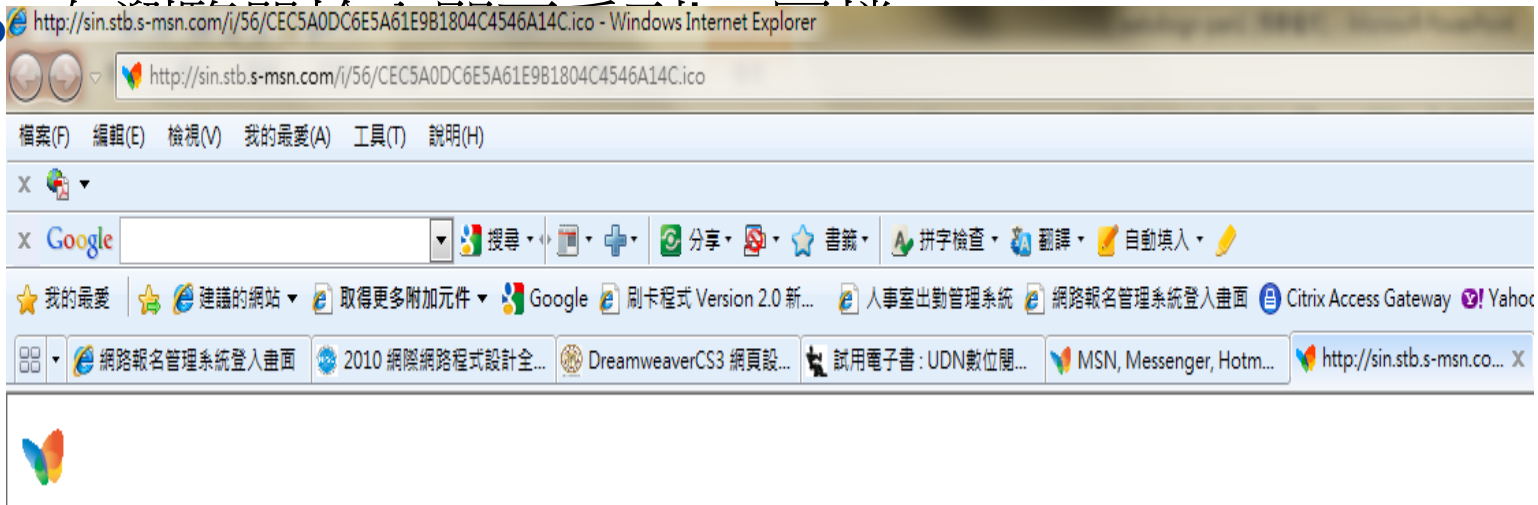 http://sin.stb.s-msn.com/i/56/CEC5A0DC6E5A61E9B1804C4546A14C.ico - Windows Internet Explorer
http://sin.stb.s-msn.com/i/56/CEC5A0DC6E5A61E9B1804C4546A14C.ico
檔案(F) 編輯(E) 檢視(V) 我的最愛(A) 工具(T) 說明(H)
X
X Google 搜尋 分享 書籤 拼字檢查 翻譯 自動填入
我的最愛 建議的網站 取得更多附加元件 Google 刷卡程式 Version 2.0 新... 人事室出勤管理系統 網路報名管理系統登入畫面 Citrix Access Gateway Yahoo
網路報名管理系統登入畫面 2010 網際網路程式設計全... DreamweaverCS3 網頁設... 試用電子書 : UDN數位閱... MSN, Messenger, Hotm... http://sin.stb.s-msn.co... X